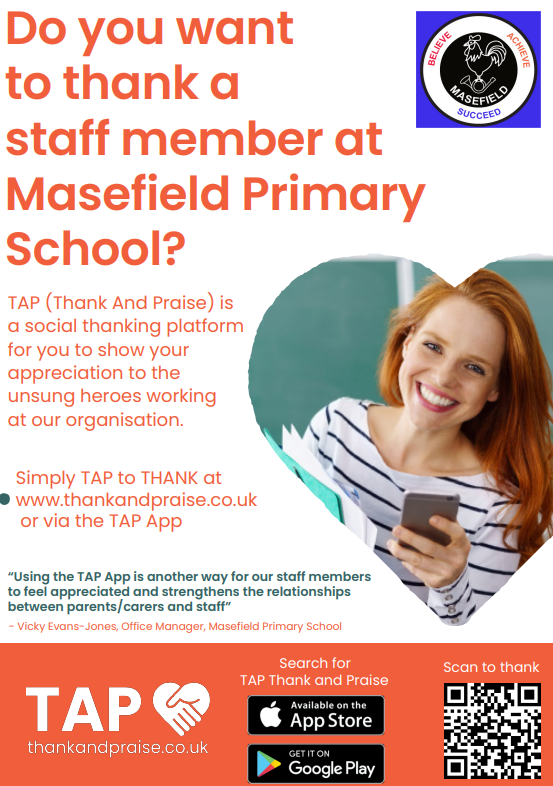 Do you want
to thank a
staff member at
Masefield Primary
School?
BELIEVE
ACHIEVE
MASEFIELD
SUCCEED
TAP (Thank And Praise) is
a social thanking platform
for you to show your
appreciation to the
unsung heroes working
at our organisation.
Simply TAP to THANK at
www.thankandpraise.co.uk
or via the TAP App
“Using the TAP App is another way for our staff members
to feel appreciated and strengthens the relationships
between parents/carers and staff”
- Vicky Evans-Jones, Office Manager, Masefield Primary School
TAP
thankandpraise.co.uk
Search for
TAP Thank and Praise
Available on the
App Store
GET IT ON
Google Play
Scan to thank